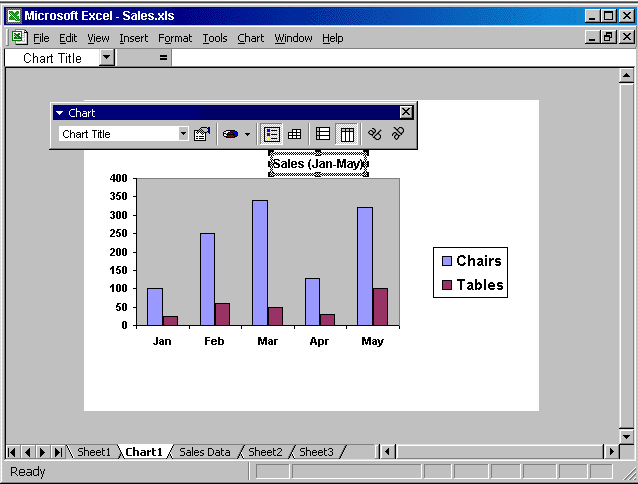 Microsoft Excel - Sales.xls
File Edit View Insert Format Tools Chart Window Help
Chart Title =
Chart
Chart Title
Sales (Jan-May)
400
350
300
250
200
150
100
50
0
Jan Feb Mar Apr May
Chairs
Tables
Sheet1 Chart1 Sales Data Sheet2 Sheet3
Ready